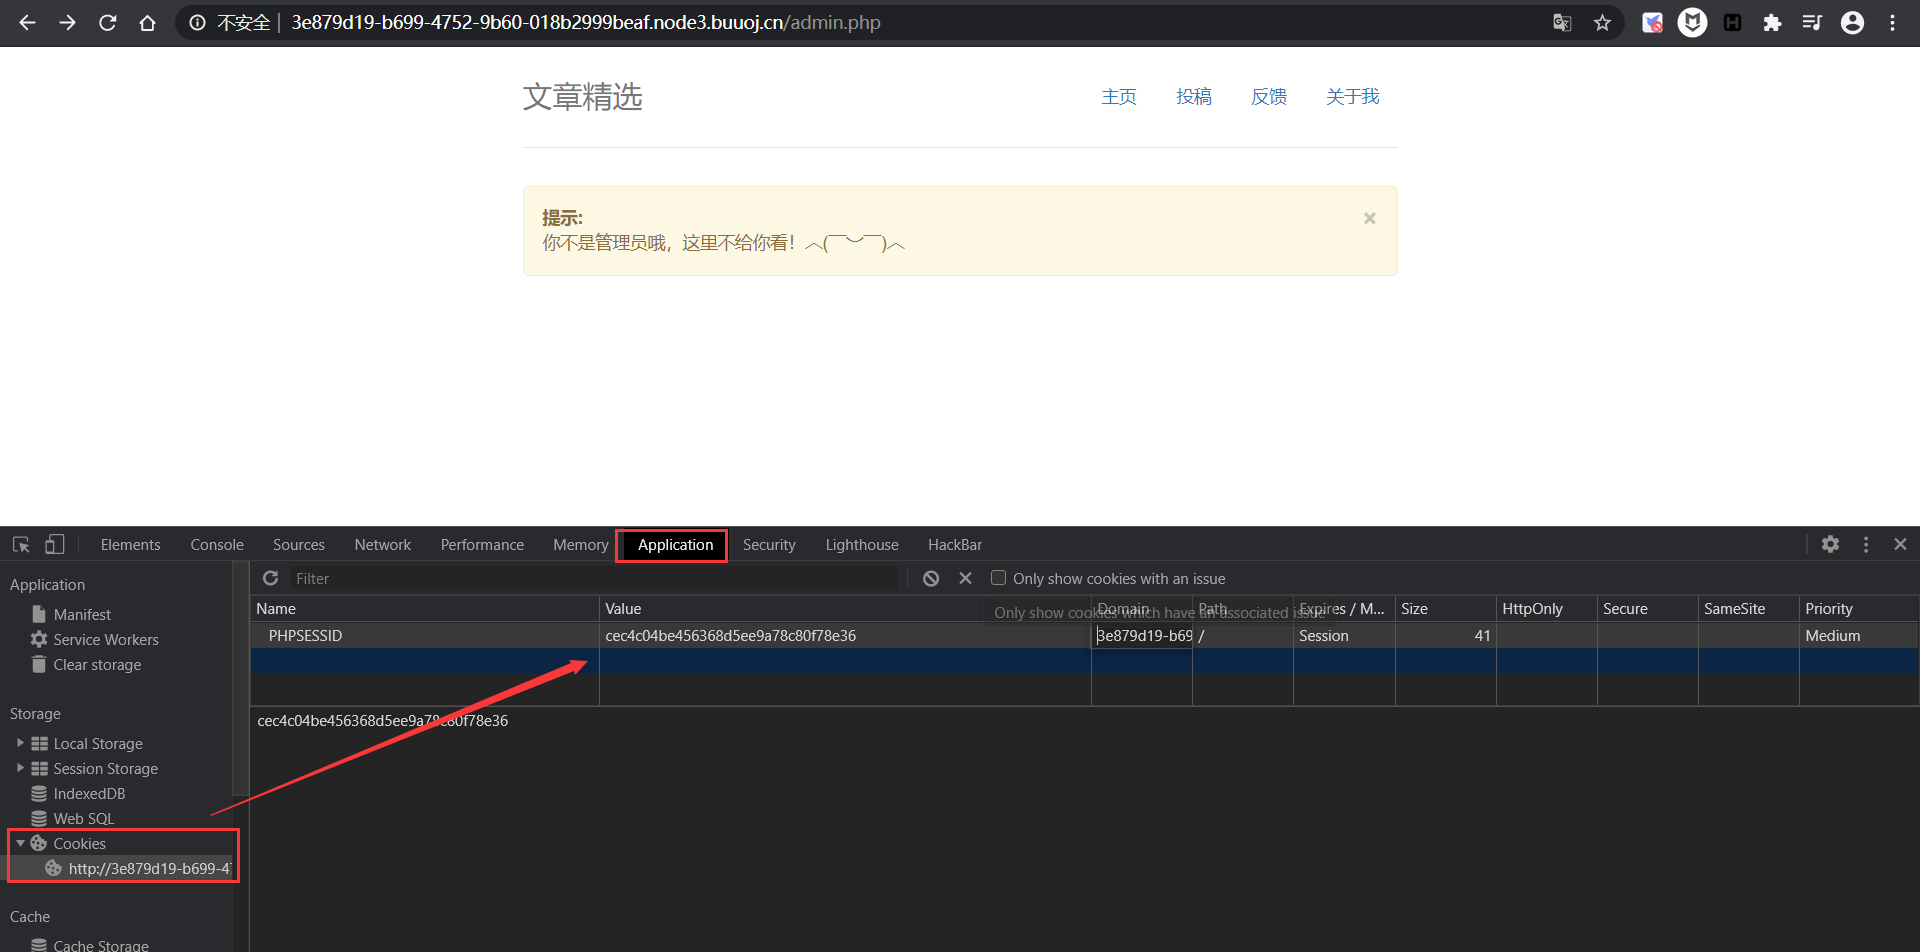 不安全 | 3e879d19-b699-4752-9b60-018b2999beaf.node3.buuoj.cn/admin.php
文章精选 主页 投稿 反馈 关于我
提示: ×
你不是管理员哦，这里不给你看！︿(￣︶￣)︿
Elements Console Sources Network Performance Memory Application Security Lighthouse HackBar
Application
Manifest
Service Workers
Clear storage
Storage
Local Storage
Session Storage
IndexedDB
Web SQL
Cookies
http://3e879d19-b699-47
Cache
Cache Storage
Filter Only show cookies with an issue
Name Value Domain Path Expires / M... Size HttpOnly Secure SameSite Priority
Only show cookies which have an associated issue
PHPSESSID cec4c04be456368d5ee9a78c80f78e36 3e879d19-b69 / Session 41 Medium
cec4c04be456368d5ee9a78c80f78e36